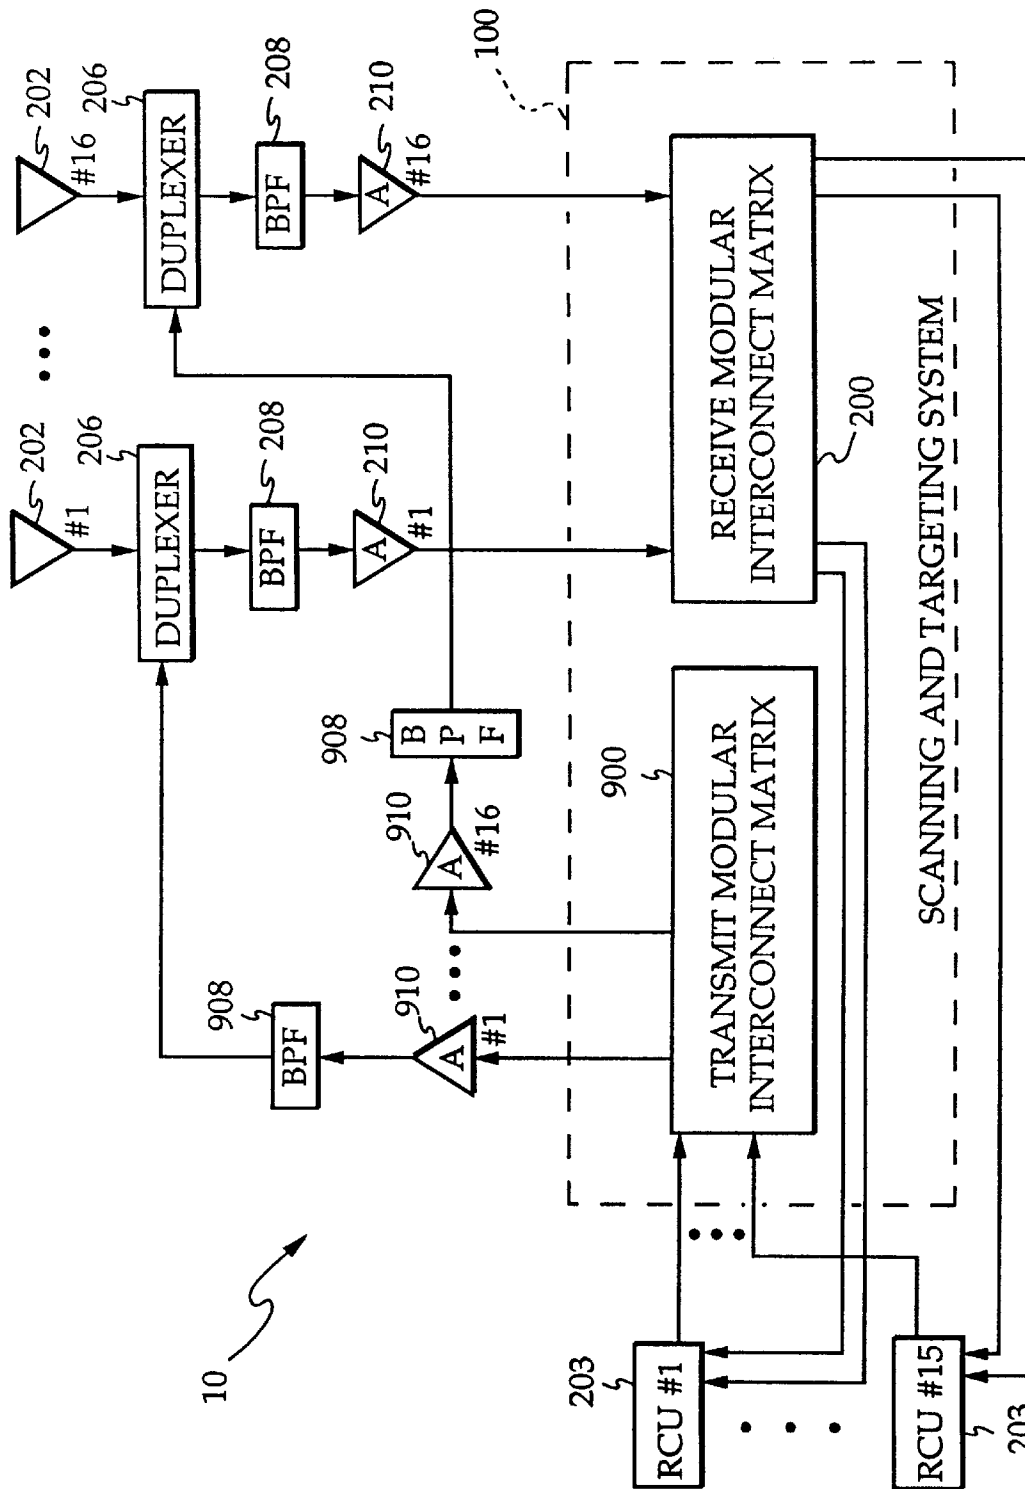 202
#16
206
DUPLEXER
208
BPF
210
A
#16
100
202
#1
206
DUPLEXER
208
BPF
210
A
#1
908
B
P
F
910
A
#16
908
BPF
910
A
#1
RECEIVE MODULAR
INTERCONNECT MATRIX
200
900
TRANSMIT MODULAR
INTERCONNECT MATRIX
SCANNING AND TARGETING SYSTEM
10
203
RCU #1
RCU #15
203